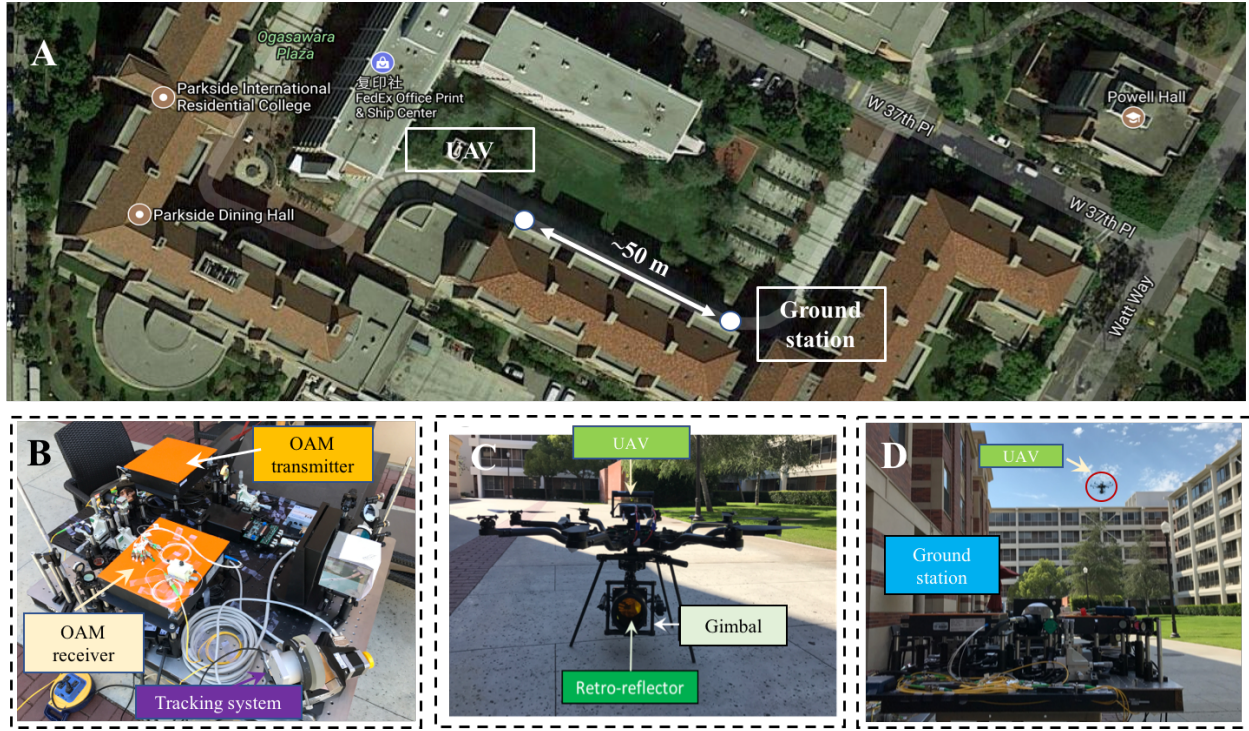 A
Ogasawara
Plaza
复印社
FedEx Office Print
& Ship Center
Parkside International
Residential College
Parkside Dining Hall
UAV
~50 m
Ground
station
W 37th Pl
W 37th Pl
Watt Way
Powell Hall
B
OAM
transmitter
OAM
receiver
Tracking system
C
UAV
Gimbal
Retro-reflector
D
UAV
Ground
station